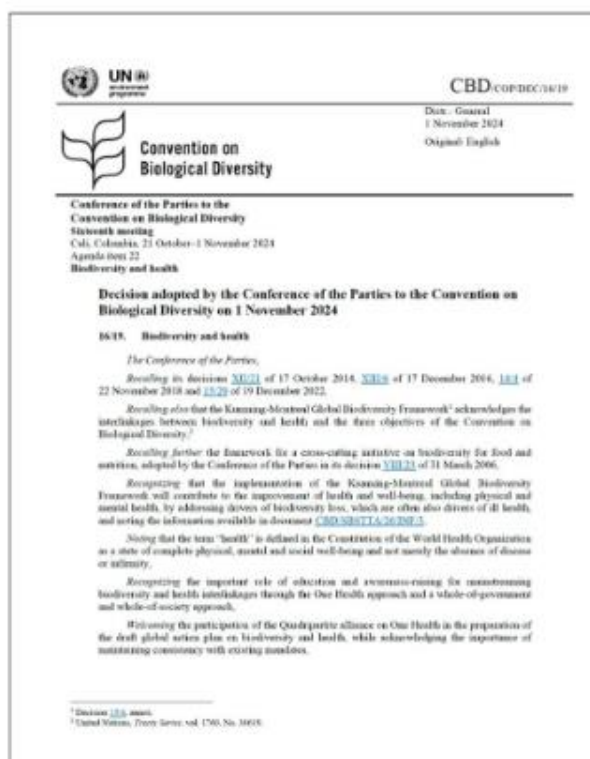 UN
environment
programme
CBD/COP/DEC/16/19
Distr.: General
1 November 2024
Original: English
Convention on
Biological Diversity
Conference of the Parties to the
Convention on Biological Diversity
Sixteenth meeting
Cali, Colombia, 21 October–1 November 2024
Agenda item 22
Biodiversity and health
Decision adopted by the Conference of the Parties to the Convention on
Biological Diversity on 1 November 2024
16/19. Biodiversity and health
The Conference of the Parties,
Recalling its decisions XII/21 of 17 October 2014, XIII/6 of 17 December 2016, 14/4 of
22 November 2018 and 15/29 of 19 December 2022,
Recalling also that the Kunming-Montreal Global Biodiversity Framework¹ acknowledges the
interlinkages between biodiversity and health and the three objectives of the Convention on
Biological Diversity,²
Recalling further the framework for a cross-cutting initiative on biodiversity for food and
nutrition, adopted by the Conference of the Parties in its decision VIII/23 of 31 March 2006,
Recognizing that the implementation of the Kunming-Montreal Global Biodiversity
Framework will contribute to the improvement of health and well-being, including physical and
mental health, by addressing drivers of biodiversity loss, which are often also drivers of ill health,
and noting the information available in document CBD/SBSTTA/26/INF/3,
Noting that the term "health" is defined in the Constitution of the World Health Organization
as a state of complete physical, mental and social well-being and not merely the absence of disease
or infirmity,
Recognizing the important role of education and awareness-raising for mainstreaming
biodiversity and health interlinkages through the One Health approach and a whole-of-government
and whole-of-society approach,
Welcoming the participation of the Quadripartite alliance on One Health in the preparation of
the draft global action plan on biodiversity and health, while acknowledging the importance of
maintaining consistency with existing mandates,
¹ Decision 15/4, annex.
² United Nations, Treaty Series, vol. 1760, No. 30619.